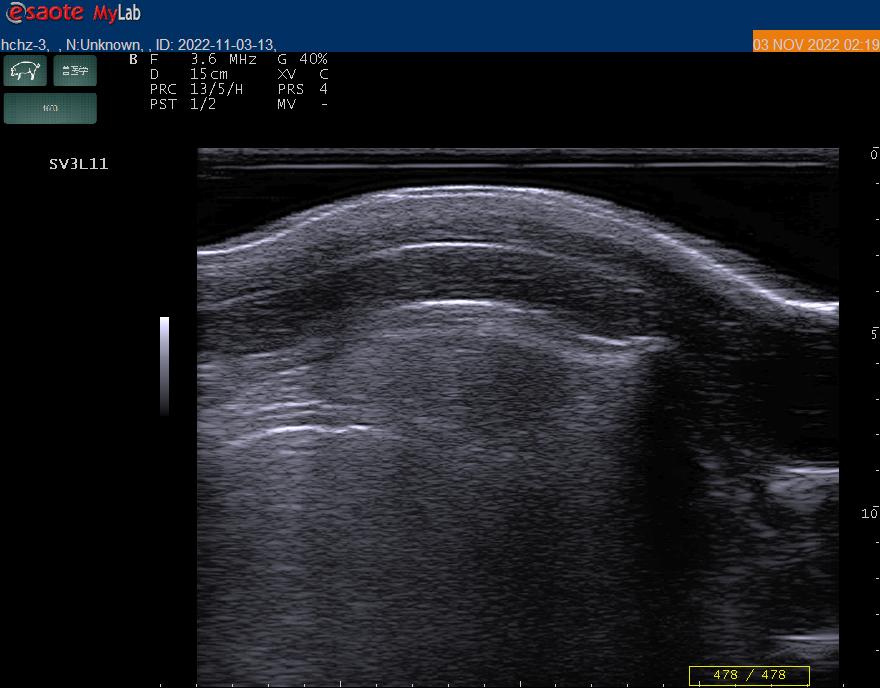 esaote MyLab
hchz-3, , N:Unknown, , ID: 2022-11-03-13,
03 NOV 2022 02:19
兽医学
B F 3.6 MHz G 40%
D 15cm XV C
PRC 13/5/H PRS 4
PST 1/2 MV -
SV3L11
0
5
10
478 / 478